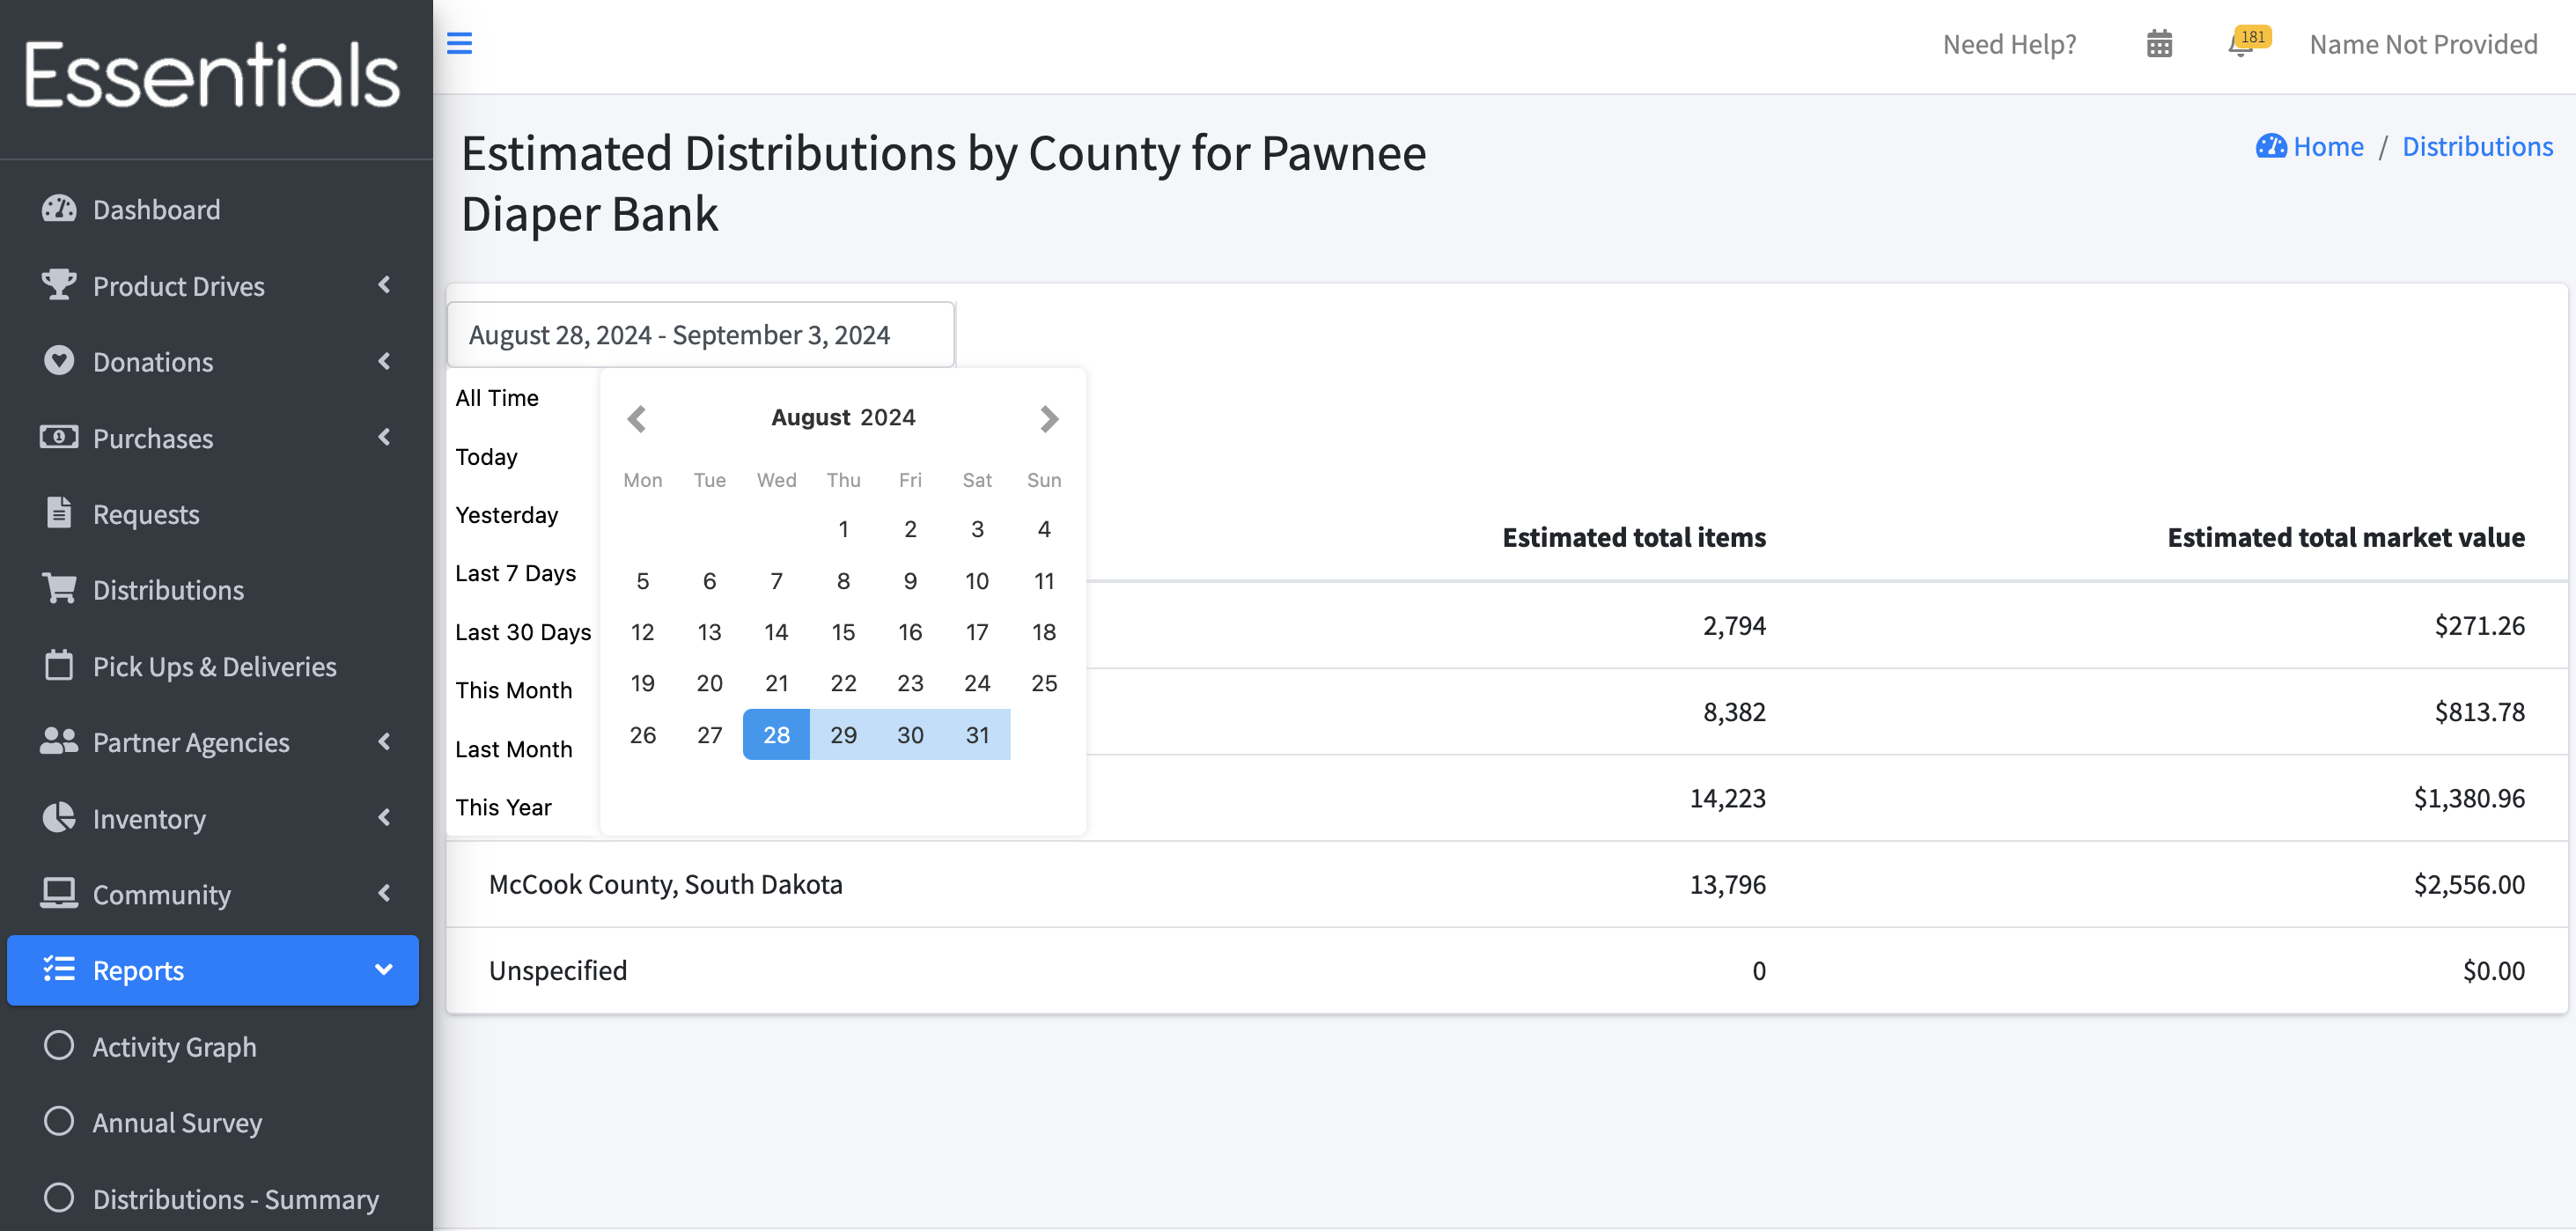 Essentials
Dashboard
Product Drives
Donations
Purchases
Requests
Distributions
Pick Ups & Deliveries
Partner Agencies
Inventory
Community
Reports
Activity Graph
Annual Survey
Distributions - Summary
Need Help?
181
Name Not Provided
Estimated Distributions by County for Pawnee
Diaper Bank
Home / Distributions
August 28, 2024 - September 3, 2024
All Time
Today
Yesterday
Last 7 Days
Last 30 Days
This Month
Last Month
This Year
August 2024
Mon Tue Wed Thu Fri Sat Sun
1 2 3 4
5 6 7 8 9 10 11
12 13 14 15 16 17 18
19 20 21 22 23 24 25
26 27 28 29 30 31
Estimated total items Estimated total market value
2,794 $271.26
8,382 $813.78
14,223 $1,380.96
McCook County, South Dakota 13,796 $2,556.00
Unspecified 0 $0.00